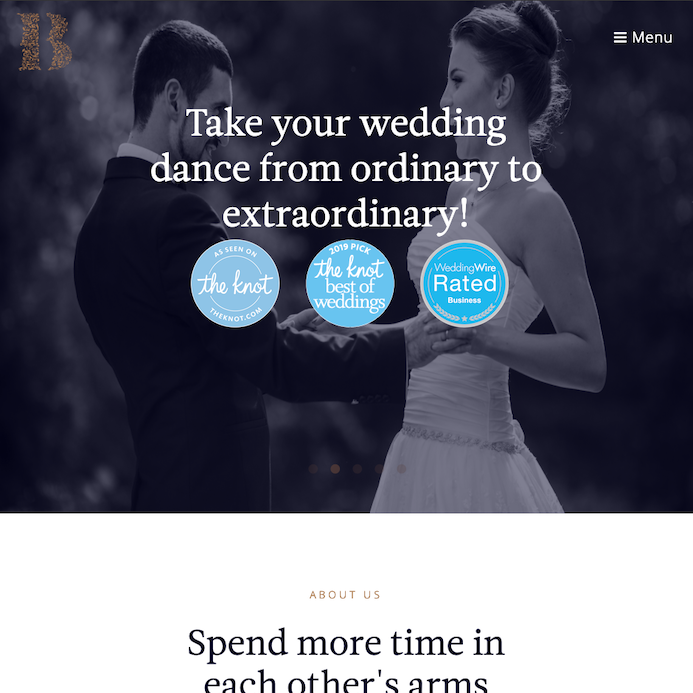 B
Menu
Take your wedding
dance from ordinary to
extraordinary!
AS SEEN ON
the knot
THEKNOT.COM
2019 PICK
the knot
best of
weddings
WeddingWire
Rated
Business
ABOUT US
Spend more time in
each other's arms